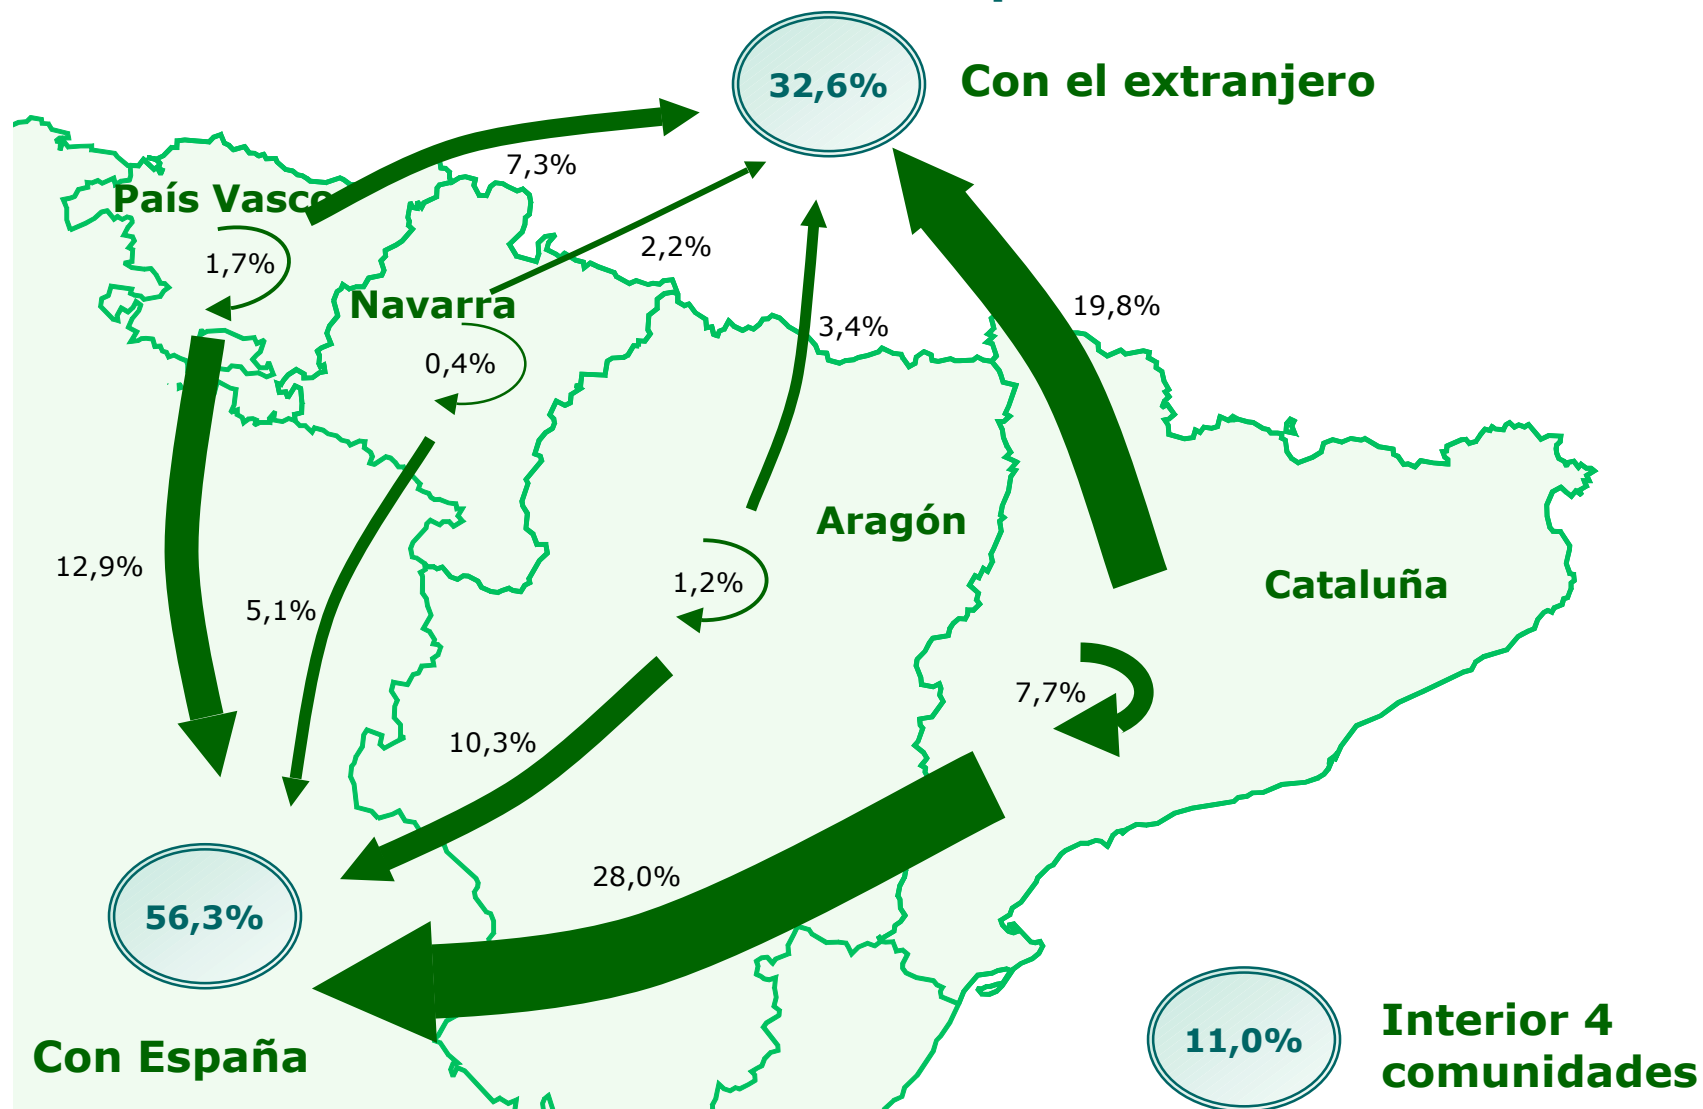 32,6%
Con el extranjero
7,3%
País Vasco
2,2%
1,7%
Navarra
19,8%
3,4%
0,4%
Aragón
12,9%
1,2%
Cataluña
5,1%
7,7%
10,3%
28,0%
56,3%
Con España
11,0%
Interior 4
comunidades